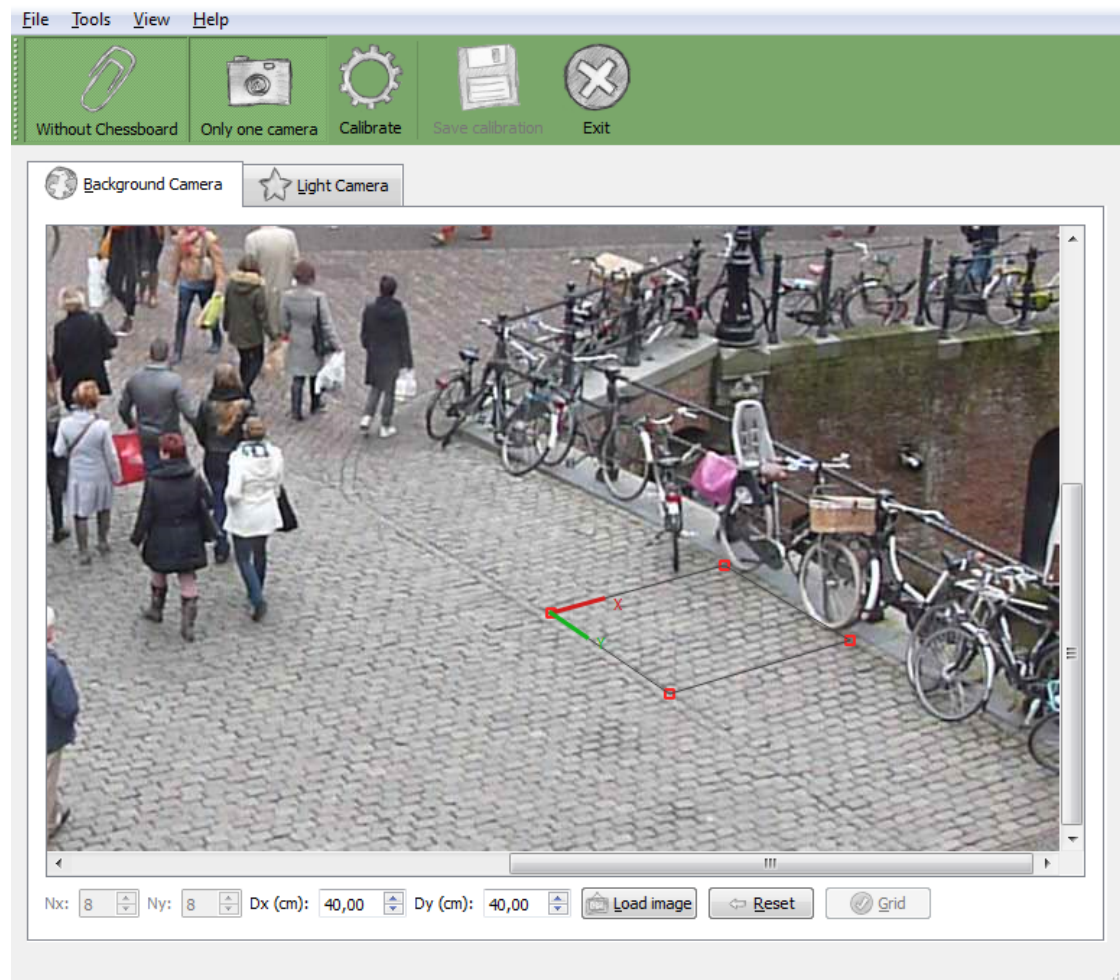 File Tools View Help
Without Chessboard Only one camera Calibrate Save calibration Exit
Background Camera Light Camera
X
Y
Nx: 8 Ny: 8 Dx (cm): 40,00 Dy (cm): 40,00 Load image Reset Grid